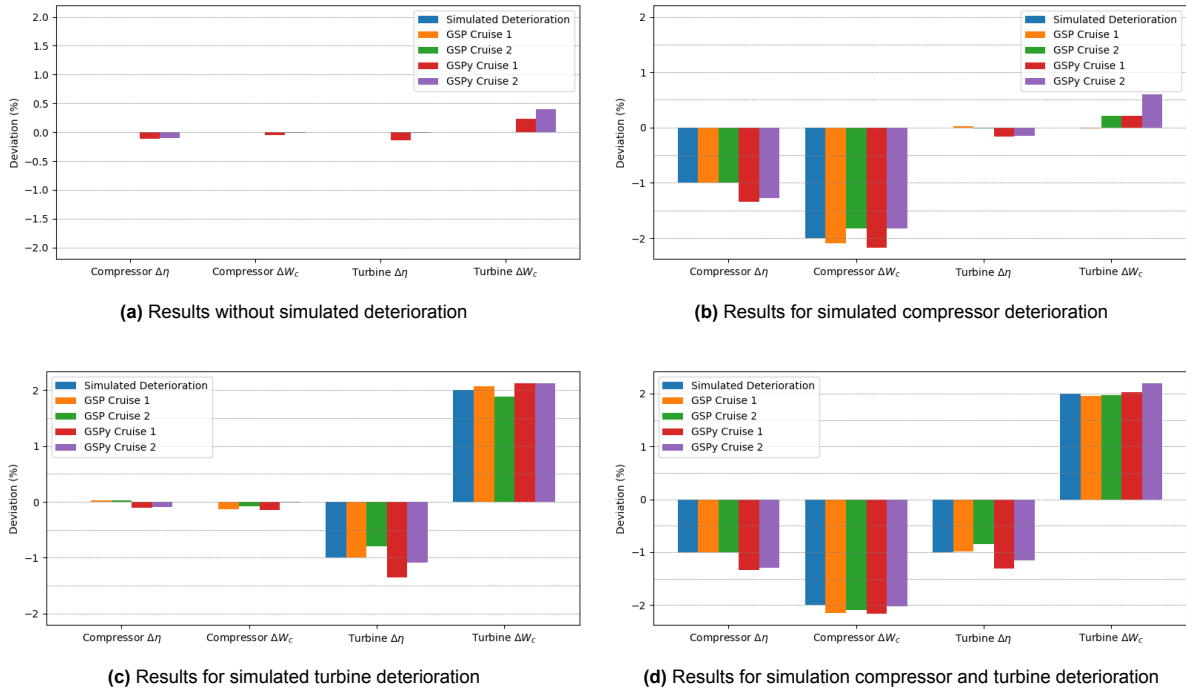 2.0
1.5
1.0
0.5
0.0
−0.5
−1.0
−1.5
−2.0
Deviation (%)
Simulated Deterioration
GSP Cruise 1
GSP Cruise 2
GSPy Cruise 1
GSPy Cruise 2
Compressor Δη
Compressor ΔW_c
Turbine Δη
Turbine ΔW_c
(a) Results without simulated deterioration
2
1
0
−1
−2
Deviation (%)
Simulated Deterioration
GSP Cruise 1
GSP Cruise 2
GSPy Cruise 1
GSPy Cruise 2
Compressor Δη
Compressor ΔW_c
Turbine Δη
Turbine ΔW_c
(b) Results for simulated compressor deterioration
2
1
0
−1
−2
Deviation (%)
Simulated Deterioration
GSP Cruise 1
GSP Cruise 2
GSPy Cruise 1
GSPy Cruise 2
Compressor Δη
Compressor ΔW_c
Turbine Δη
Turbine ΔW_c
(c) Results for simulated turbine deterioration
2
1
0
−1
−2
Deviation (%)
Simulated Deterioration
GSP Cruise 1
GSP Cruise 2
GSPy Cruise 1
GSPy Cruise 2
Compressor Δη
Compressor ΔW_c
Turbine Δη
Turbine ΔW_c
(d) Results for simulation compressor and turbine deterioration